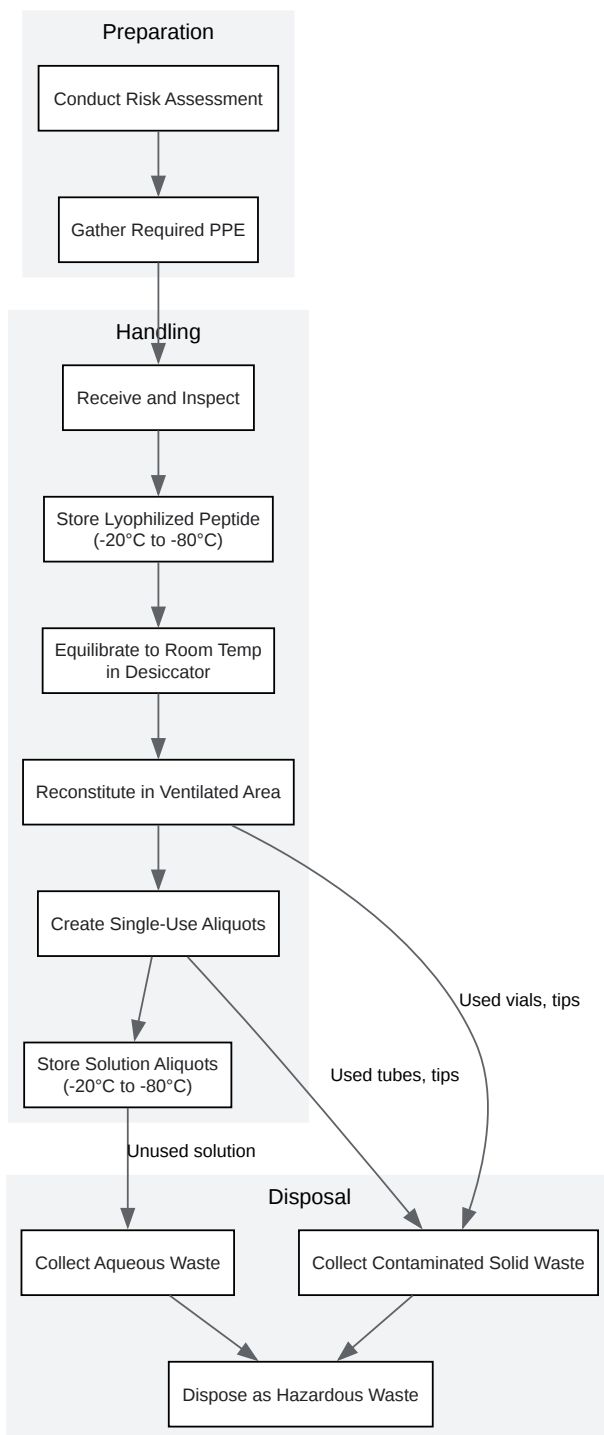 Preparation
Conduct Risk Assessment
Gather Required PPE
Handling
Receive and Inspect
Store Lyophilized Peptide
(-20°C to -80°C)
Equilibrate to Room Temp
in Desiccator
Reconstitute in Ventilated Area
Create Single-Use Aliquots
Used vials, tips
Store Solution Aliquots
(-20°C to -80°C)
Used tubes, tips
Unused solution
Disposal
Collect Aqueous Waste
Collect Contaminated Solid Waste
Dispose as Hazardous Waste